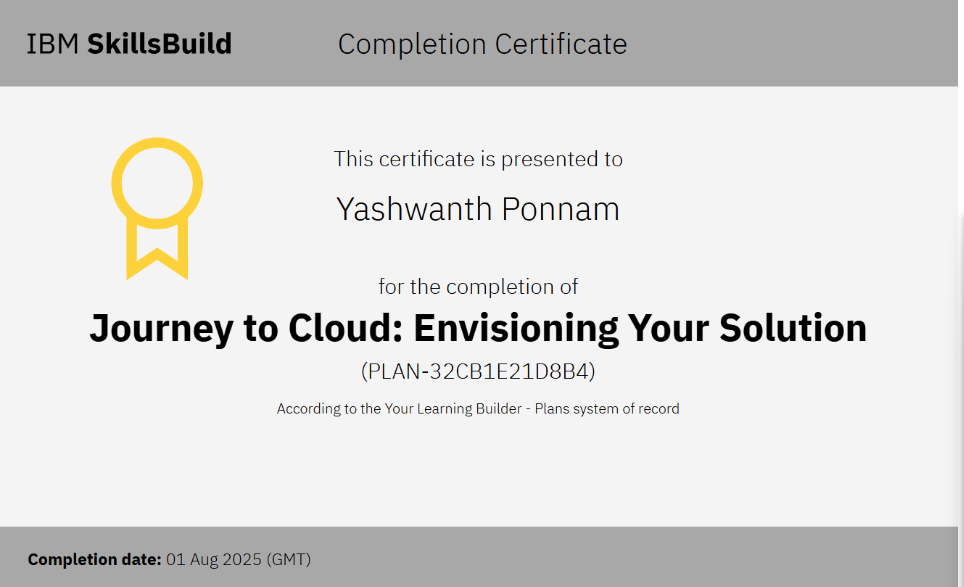 IBM SkillsBuild
Completion Certificate
This certificate is presented to
Yashwanth Ponnam
for the completion of
Journey to Cloud: Envisioning Your Solution
(PLAN-32CB1E21D8B4)
According to the Your Learning Builder - Plans system of record
Completion date: 01 Aug 2025 (GMT)